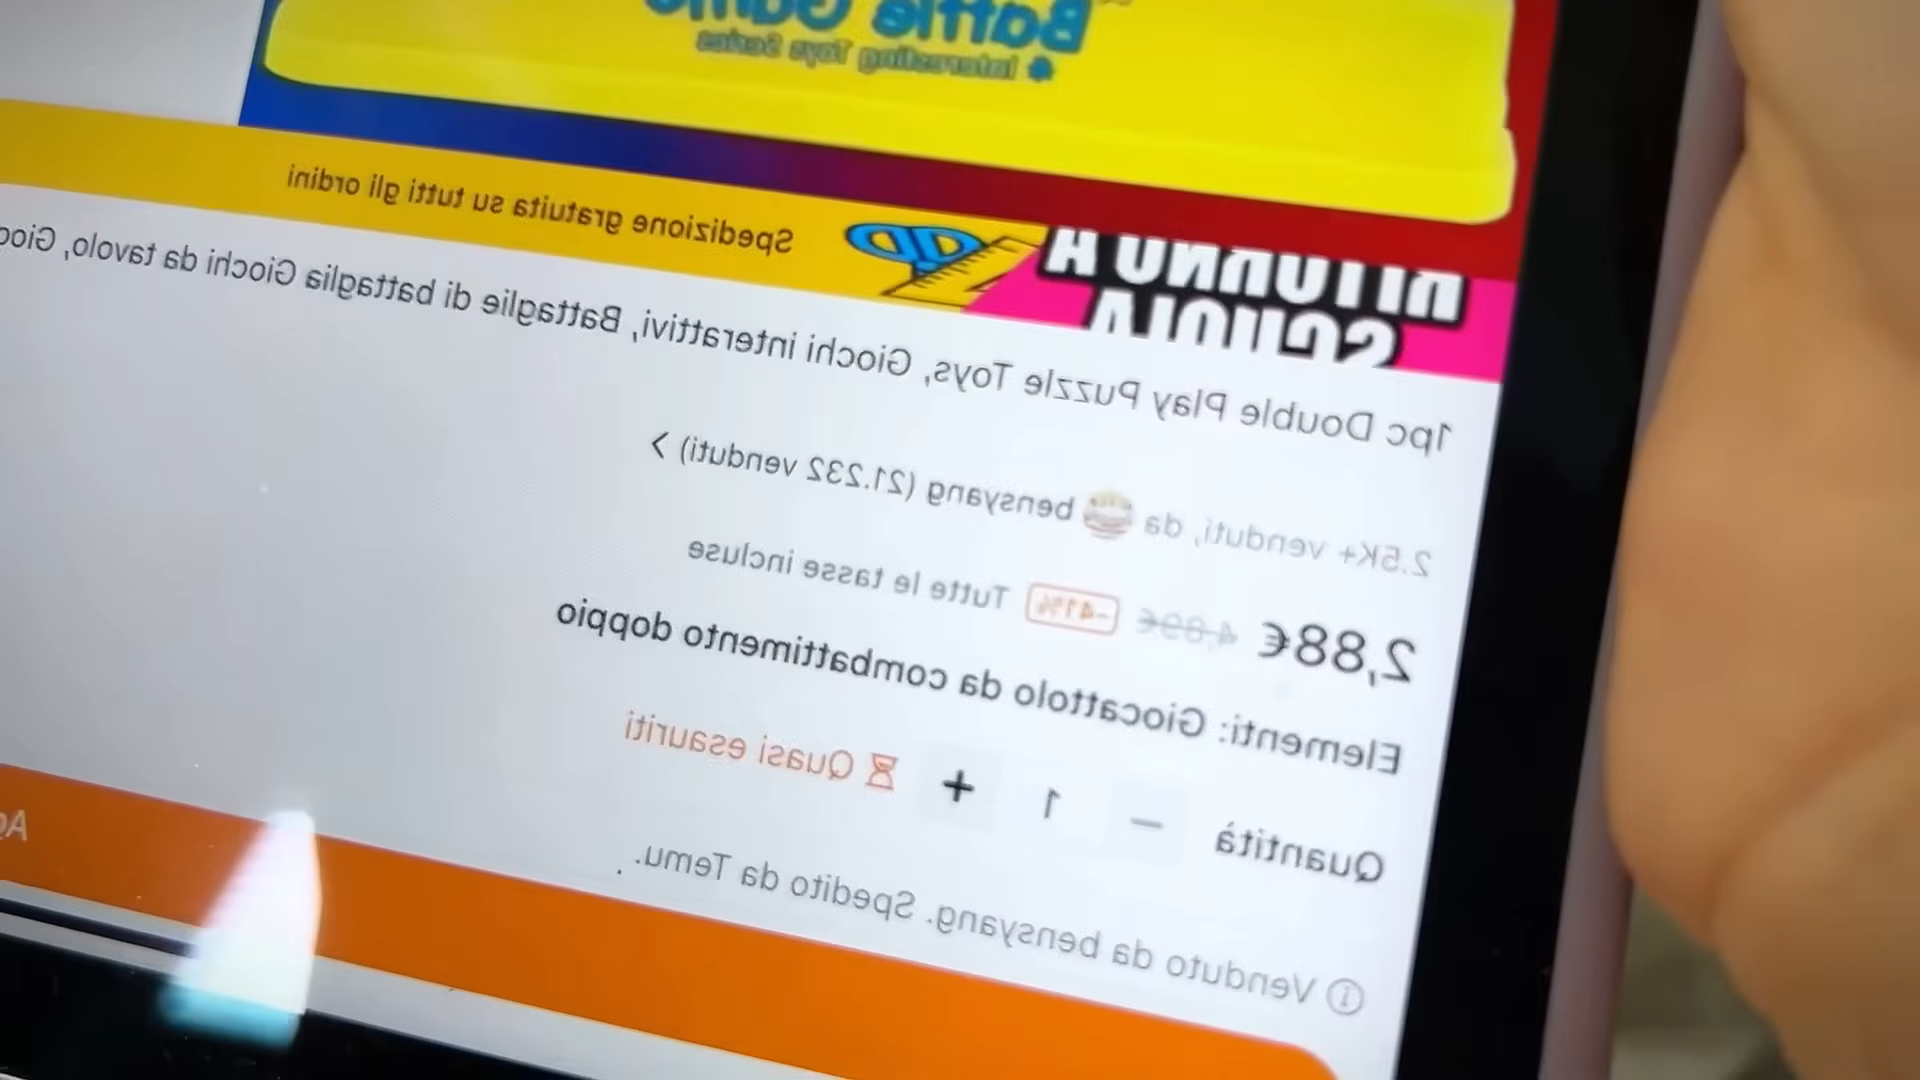 Battle Game
Interesting Toys Series
RITORNO A
SCUOLA
Spedizione gratuita su tutti gli ordini
1pc Double Play Puzzle Toys, Giochi interattivi, Battaglie di battaglia Giochi da tavolo, Gioc
2.5K+ venduti, da bensyang (21.232 venduti) >
2,88€ 4,89€ -41% Tutte le tasse incluse
Elementi: Giocattolo da combattimento doppio
Quantità − 1 + Quasi esauriti
Venduto da bensyang. Spedito da Temu.